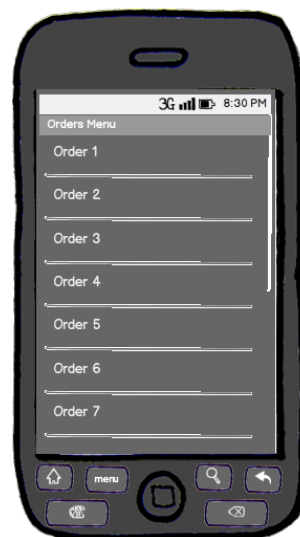 3G 8:30 PM
Orders Menu
Order 1
Order 2
Order 3
Order 4
Order 5
Order 6
Order 7
menu